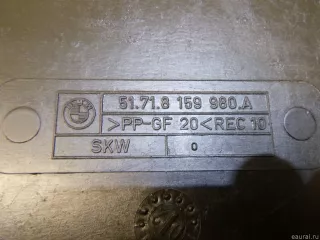 51.71.8 159 980.A
>PP-GF 20<REC 10
SKW 0
eaural.ru